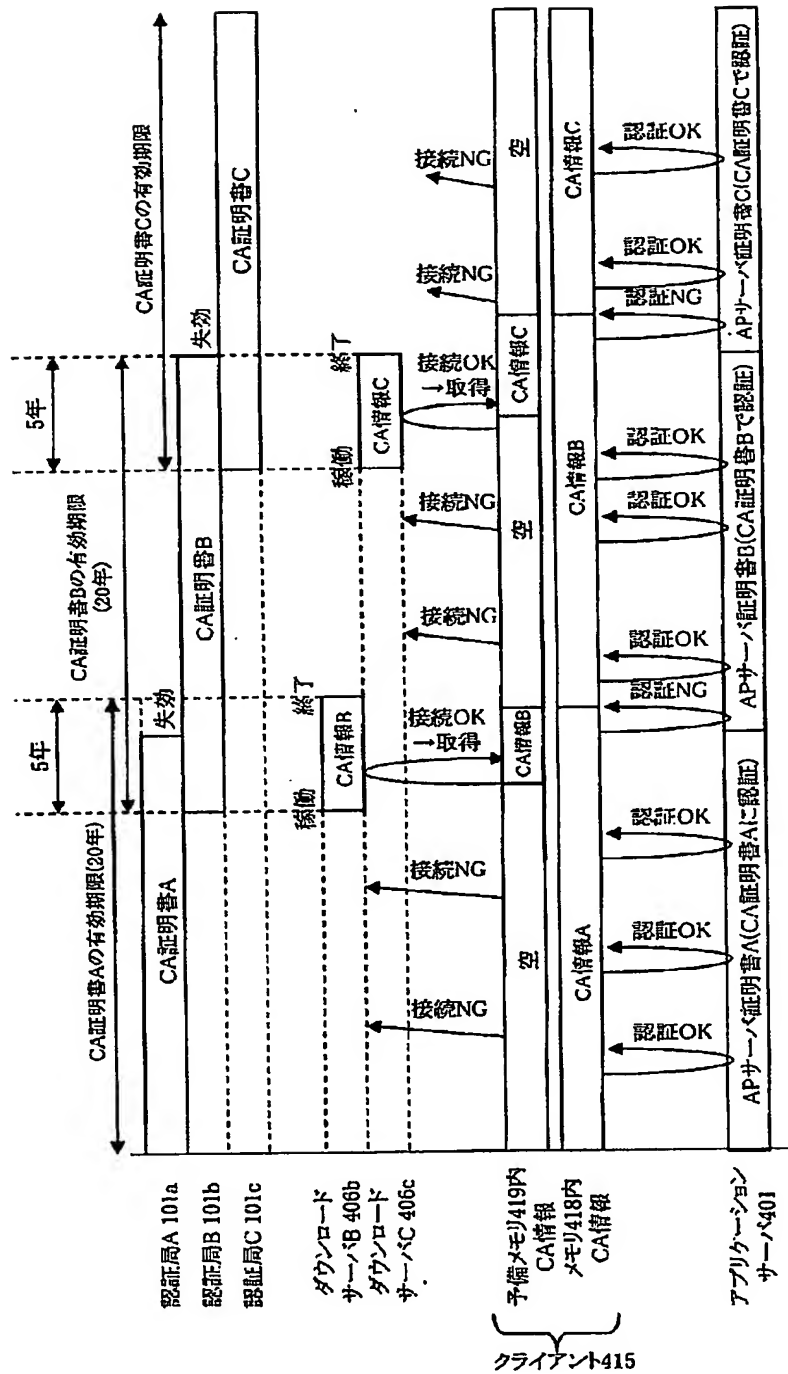 CA証明書Cの有効期限
5年
CA証明書Bの有効期限
(20年)
5年
CA証明書Aの有効期限(20年)
認証局A 101a
CA証明書A
失効
認証局B 101b
CA証明書B
失効
認証局C 101c
CA証明書C
ダウンロード
サーバB 406b
稼働
CA情報B
終了
ダウンロード
サーバC 406c
稼働
CA情報C
終了
接続NG
接続NG
接続OK
→取得
接続NG
接続NG
接続OK
→取得
接続NG
接続NG
クライアント415
予備メモリ419内
CA情報
空
CA情報B
空
CA情報C
空
メモリ418内
CA情報
CA情報A
CA情報B
CA情報C
認証OK
認証OK
認証OK
認証NG
認証OK
認証OK
認証OK
認証NG
認証OK
認証OK
アプリケーション
サーバ401
APサーバ証明書A(CA証明書Aに認証)
APサーバ証明書B(CA証明書Bで認証)
APサーバ証明書C(CA証明書Cで認証)